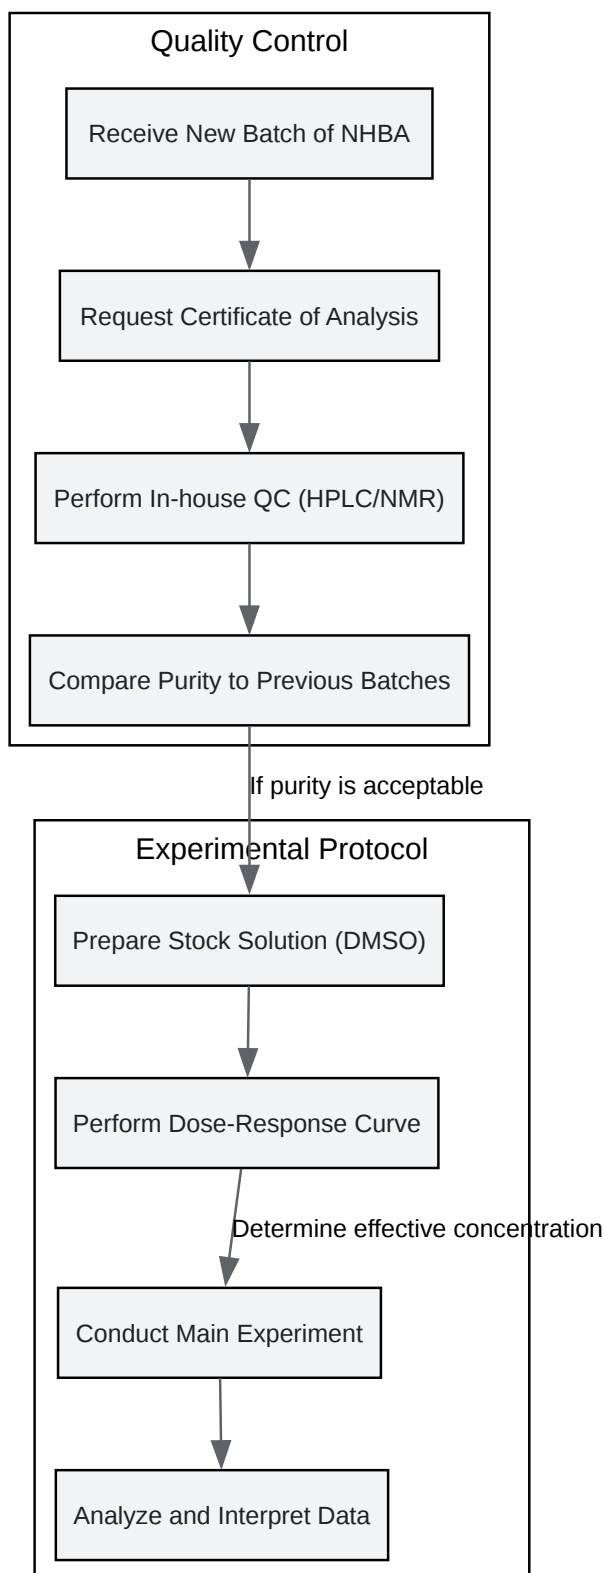 Quality Control
Receive New Batch of NHBA
Request Certificate of Analysis
Perform In-house QC (HPLC/NMR)
Compare Purity to Previous Batches
If purity is acceptable
Experimental Protocol
Prepare Stock Solution (DMSO)
Perform Dose-Response Curve
Determine effective concentration
Conduct Main Experiment
Analyze and Interpret Data